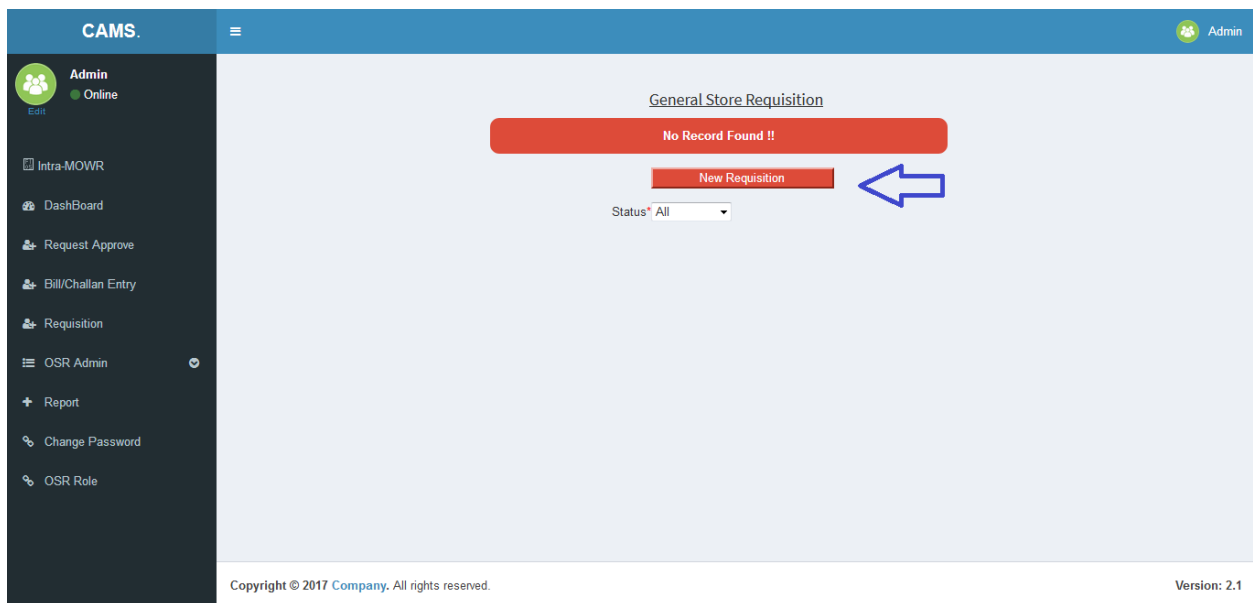 CAMS.
Admin
Admin
Online
Edit
Intra-MOWR
DashBoard
Request Approve
Bill/Challan Entry
Requisition
OSR Admin
Report
Change Password
OSR Role
General Store Requisition
No Record Found !!
New Requisition
Status* All
Copyright © 2017 Company. All rights reserved.
Version: 2.1